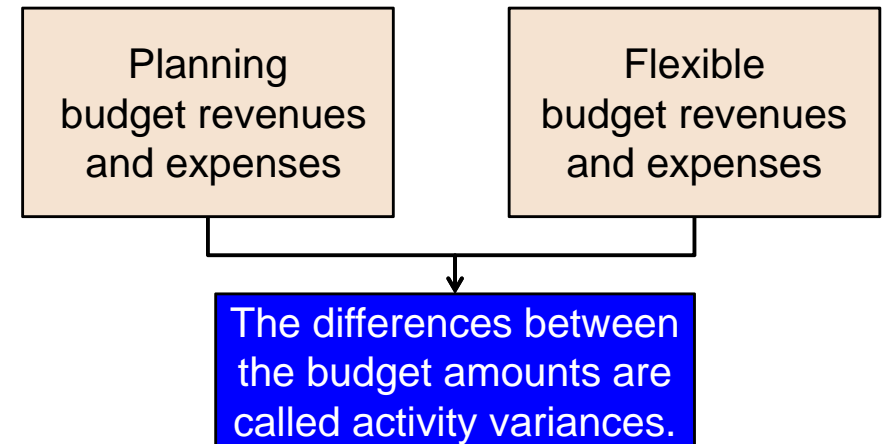 Planning
budget revenues
and expenses
Flexible
budget revenues
and expenses
The differences between
the budget amounts are
called activity variances.